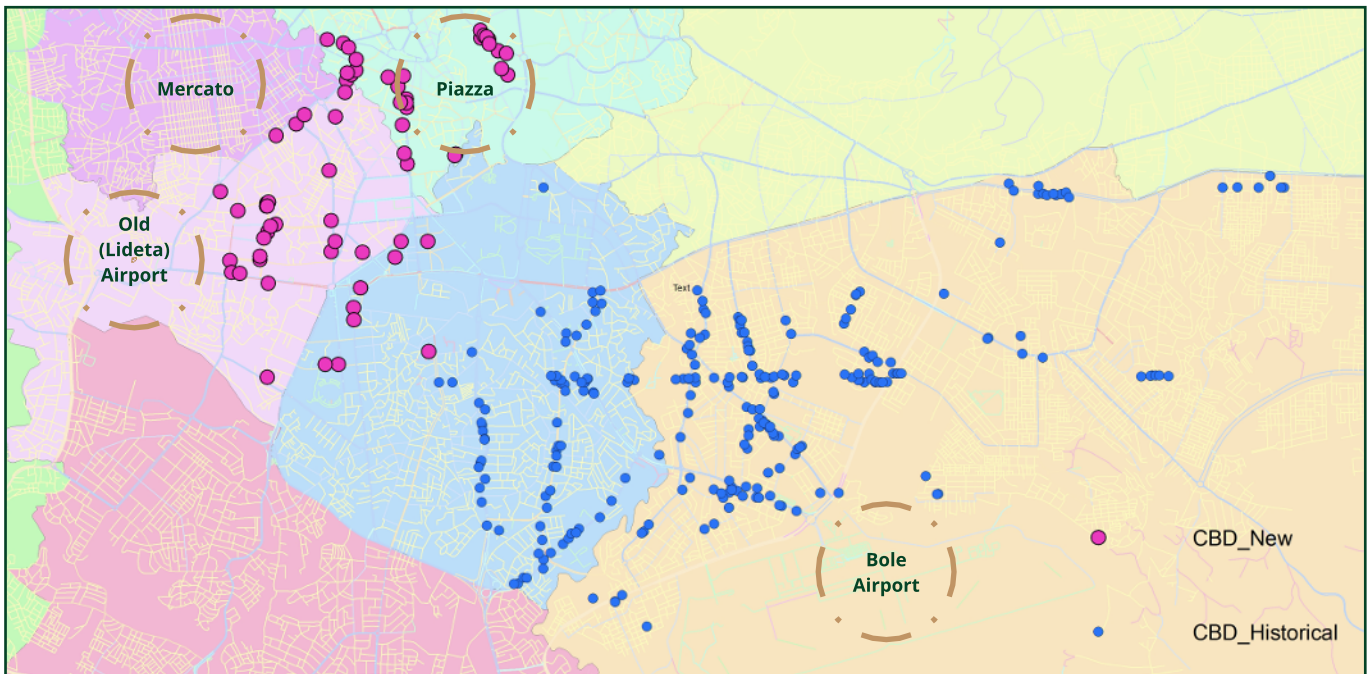 Mercato
Piazza
Old
(Lideta)
Airport
Text
CBD_New
Bole
Airport
CBD_Historical